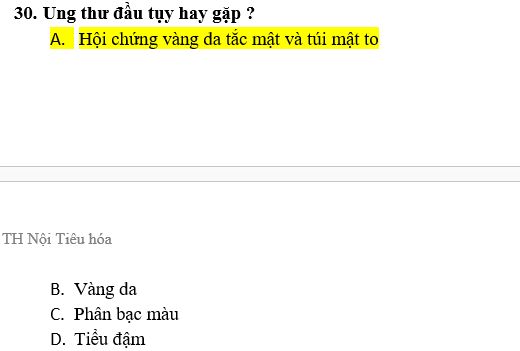 30. Ung thư đầu tụy hay gặp ?
A. Hội chứng vàng da tắc mật và túi mật to
TH Nội Tiêu hóa
B. Vàng da
C. Phân bạc màu
D. Tiểu đậm